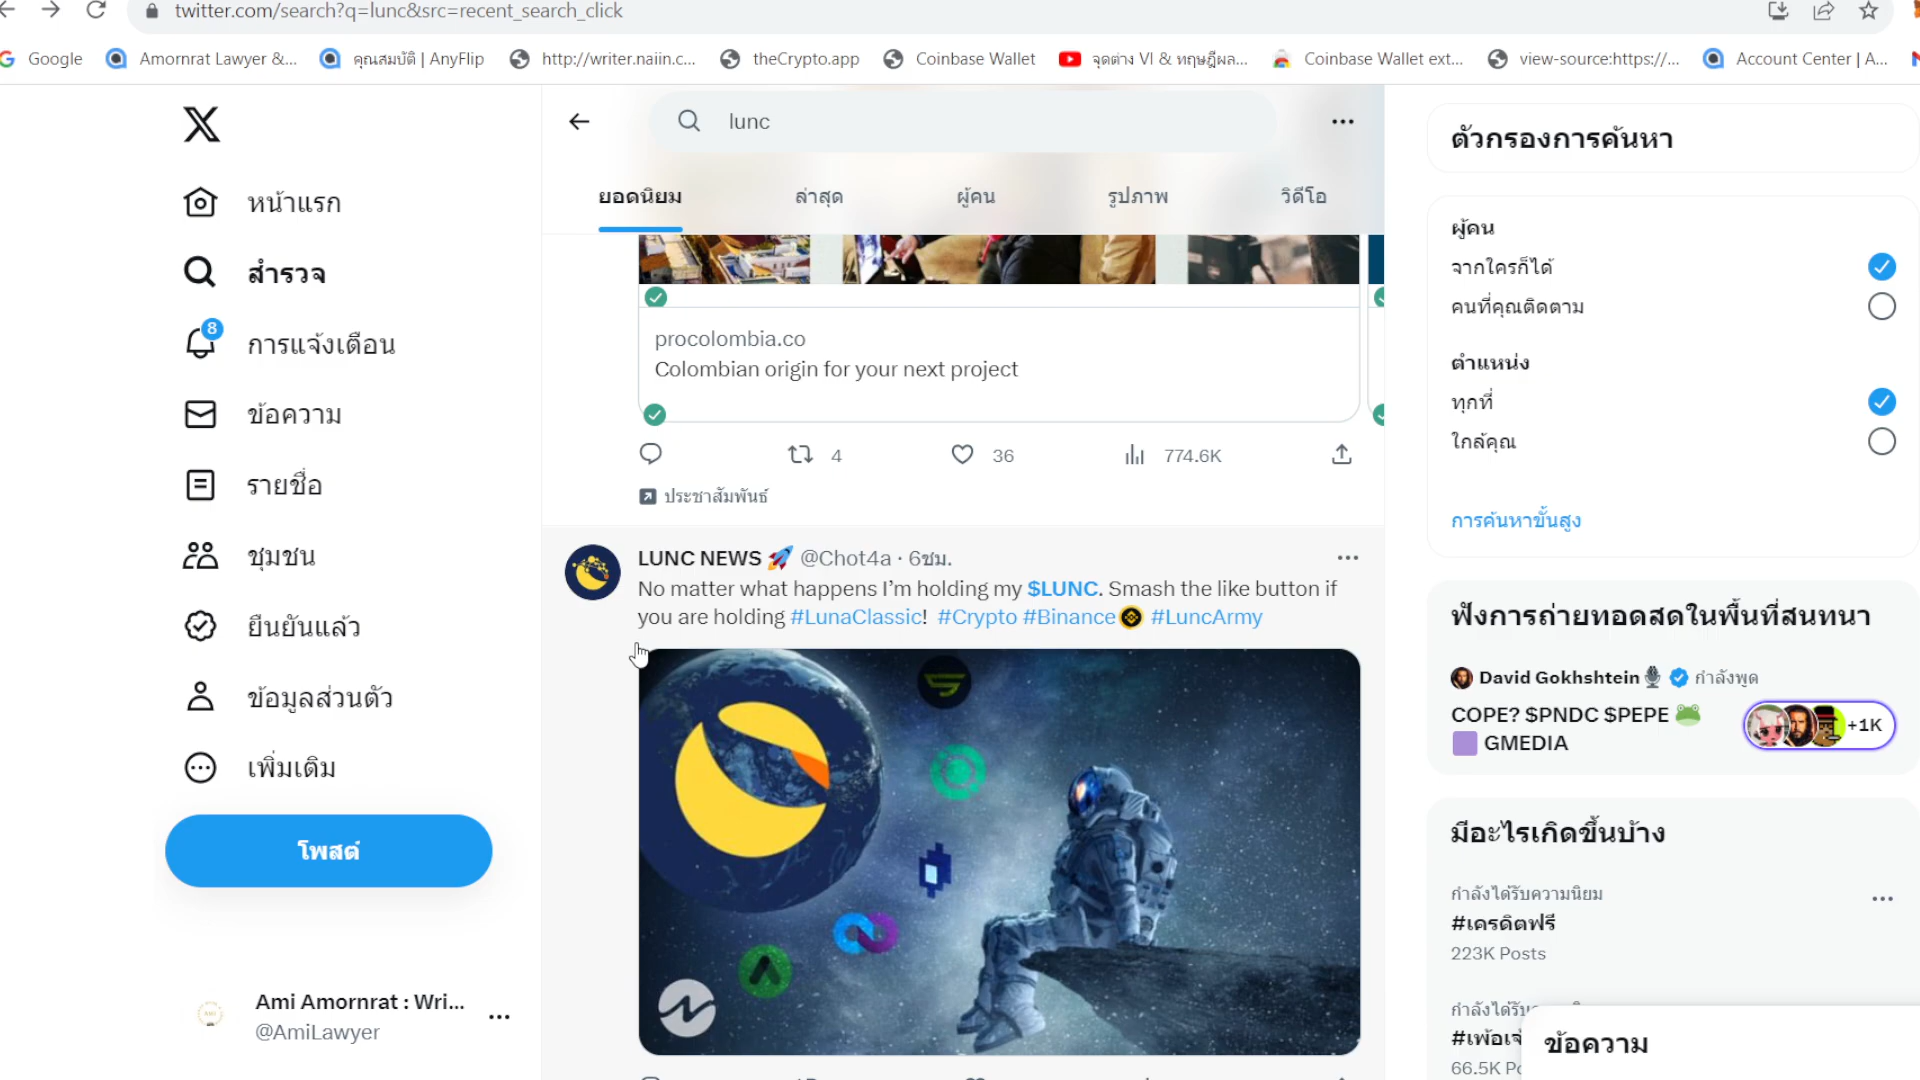 twitter.com/search?q=lunc&src=recent_search_click
Google
Amornrat Lawyer &...
คุณสมบัติ | AnyFlip
http://writer.naiin.c...
theCrypto.app
Coinbase Wallet
จุดต่าง VI & ทฤษฎีผล...
Coinbase Wallet ext...
view-source:https://...
Account Center | A...
lunc
ยอดนิยม
ล่าสุด
ผู้คน
รูปภาพ
วิดีโอ
หน้าแรก
สำรวจ
8
การแจ้งเตือน
ข้อความ
รายชื่อ
ชุมชน
ยืนยันแล้ว
ข้อมูลส่วนตัว
เพิ่มเติม
โพสต์
Ami Amornrat : Wri...
@AmiLawyer
procolombia.co
Colombian origin for your next project
4
36
774.6K
ประชาสัมพันธ์
LUNC NEWS 🚀 @Chot4a · 6ชม.
No matter what happens I’m holding my $LUNC. Smash the like button if
you are holding #LunaClassic! #Crypto #Binance #LuncArmy
ตัวกรองการค้นหา
ผู้คน
จากใครก็ได้
คนที่คุณติดตาม
ตำแหน่ง
ทุกที่
ใกล้คุณ
การค้นหาขั้นสูง
ฟังการถ่ายทอดสดในพื้นที่สนทนา
David Gokhshtein🎙️ กำลังพูด
COPE? $PNDC $PEPE 🐸
🟪 GMEDIA
+1K
มีอะไรเกิดขึ้นบ้าง
กำลังได้รับความนิยม
#เครดิตฟรี
223K Posts
66.5K
ข้อความ